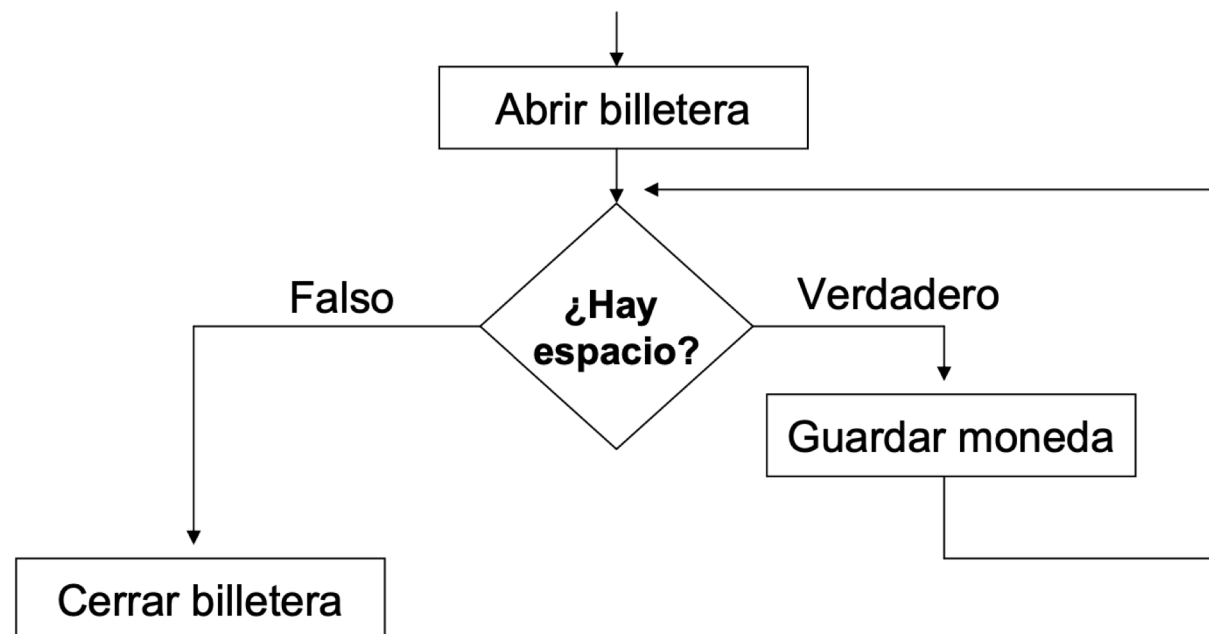 Abrir billetera
Falso
¿Hay
espacio?
Verdadero
Guardar moneda
Cerrar billetera